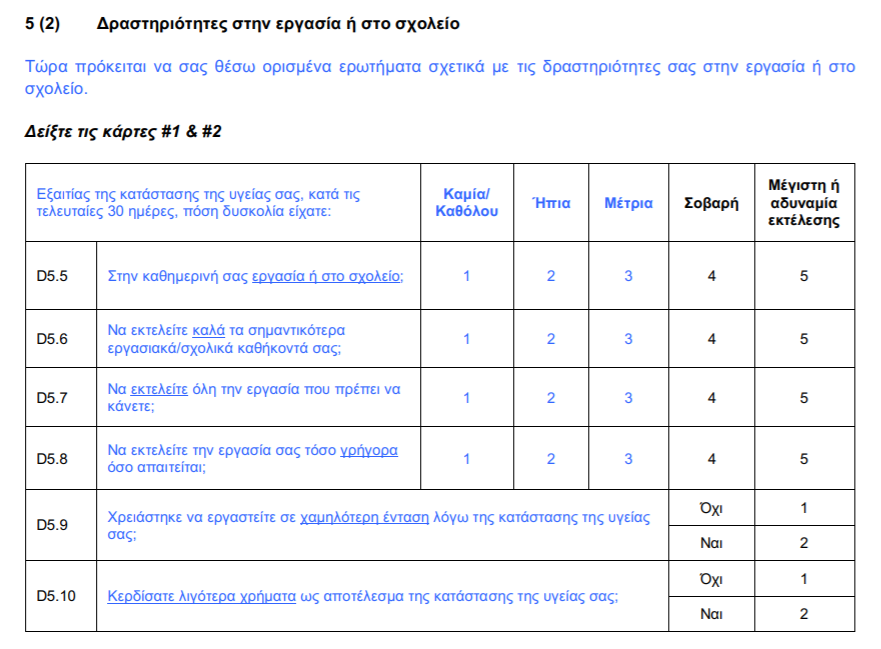 5 (2) Δραστηριότητες στην εργασία ή στο σχολείο
Τώρα πρόκειται να σας θέσω ορισμένα ερωτήματα σχετικά με τις δραστηριότητες σας στην εργασία ή στο
σχολείο.
Δείξτε τις κάρτες #1 & #2
Εξαιτίας της κατάστασης της υγείας σας, κατά τις
τελευταίες 30 ημέρες, πόση δυσκολία είχατε:
Καμία/
Καθόλου
Ήπια
Μέτρια
Σοβαρή
Μέγιστη ή
αδυναμία
εκτέλεσης
D5.5 Στην καθημερινή σας εργασία ή στο σχολείο; 1 2 3 4 5
D5.6 Να εκτελείτε καλά τα σημαντικότερα
εργασιακά/σχολικά καθήκοντά σας; 1 2 3 4 5
D5.7 Να εκτελείτε όλη την εργασία που πρέπει να
κάνετε; 1 2 3 4 5
D5.8 Να εκτελείτε την εργασία σας τόσο γρήγορα
όσο απαιτείται; 1 2 3 4 5
D5.9 Χρειάστηκε να εργαστείτε σε χαμηλότερη ένταση λόγω της κατάστασης της υγείας
σας;
Όχι 1
Ναι 2
D5.10 Κερδίσατε λιγότερα χρήματα ως αποτέλεσμα της κατάστασης της υγείας σας;
Όχι 1
Ναι 2